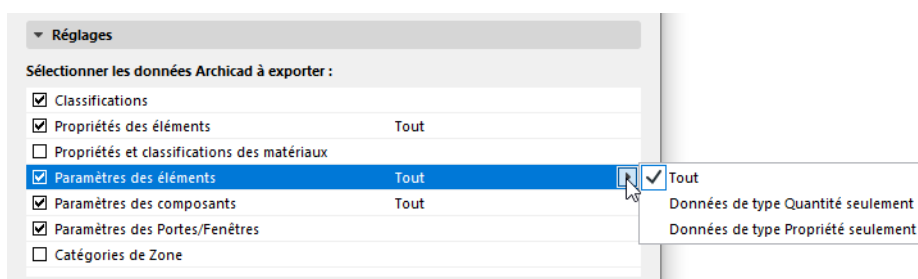 Réglages
Sélectionner les données Archicad à exporter :
Classifications
Propriétés des éléments Tout
Propriétés et classifications des matériaux
Paramètres des éléments Tout
Tout
Paramètres des composants Tout
Données de type Quantité seulement
Paramètres des Portes/Fenêtres
Données de type Propriété seulement
Catégories de Zone